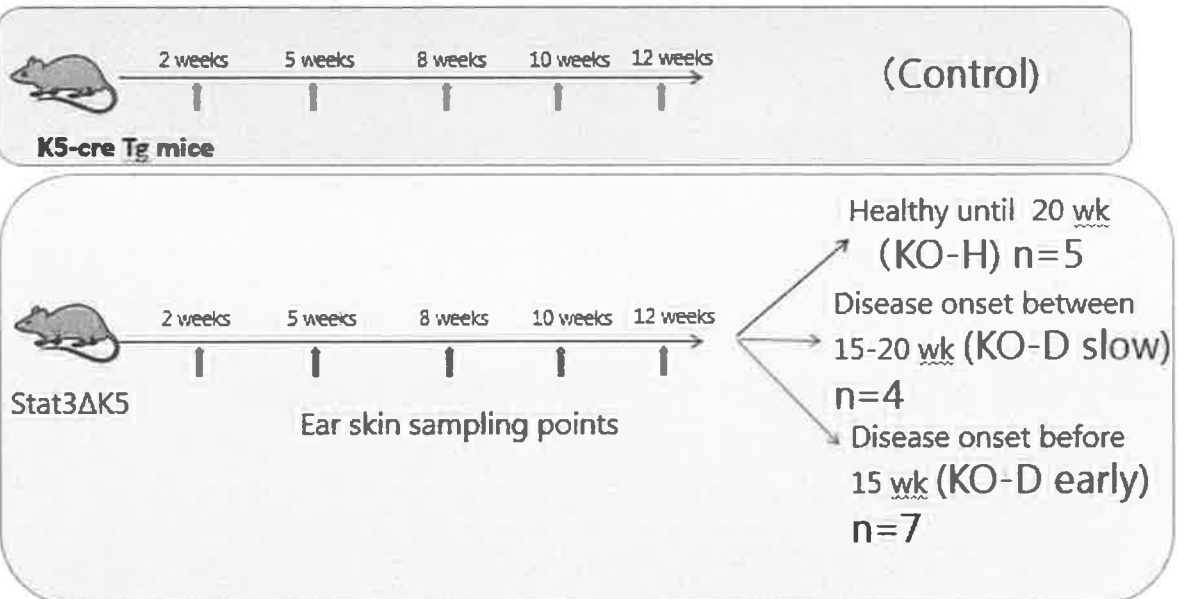 2 weeks 5 weeks 8 weeks 10 weeks 12 weeks
(Control)
K5-cre Tg mice
Healthy until 20 wk
(KO-H) n=5
2 weeks 5 weeks 8 weeks 10 weeks 12 weeks
Disease onset between
15-20 wk (KO-D slow)
n=4
Stat3ΔK5
Ear skin sampling points
Disease onset before
15 wk (KO-D early)
n=7